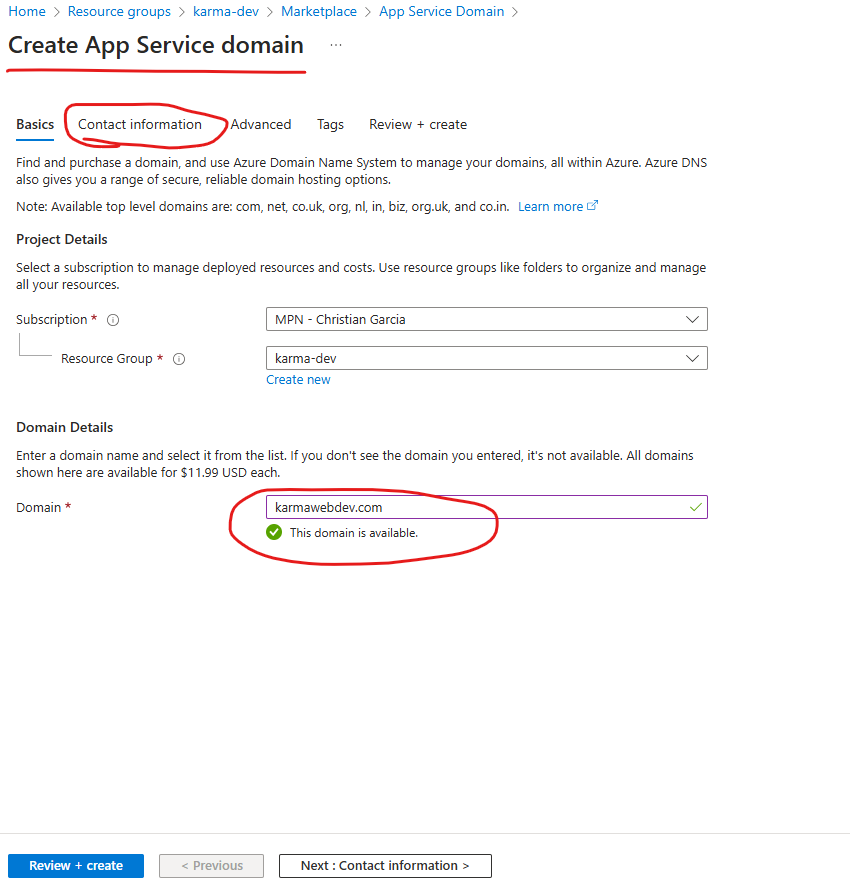 Home > Resource groups > karma-dev > Marketplace > App Service Domain >
Create App Service domain ...
Basics Contact information Advanced Tags Review + create
Find and purchase a domain, and use Azure Domain Name System to manage your domains, all within Azure. Azure DNS
also gives you a range of secure, reliable domain hosting options.
Note: Available top level domains are: com, net, co.uk, org, nl, in, biz, org.uk, and co.in. Learn more
Project Details
Select a subscription to manage deployed resources and costs. Use resource groups like folders to organize and manage
all your resources.
Subscription * MPN - Christian Garcia
Resource Group * karma-dev
Create new
Domain Details
Enter a domain name and select it from the list. If you don't see the domain you entered, it's not available. All domains
shown here are available for $11.99 USD each.
Domain * karmawebdev.com
This domain is available.
Review + create < Previous Next : Contact information >